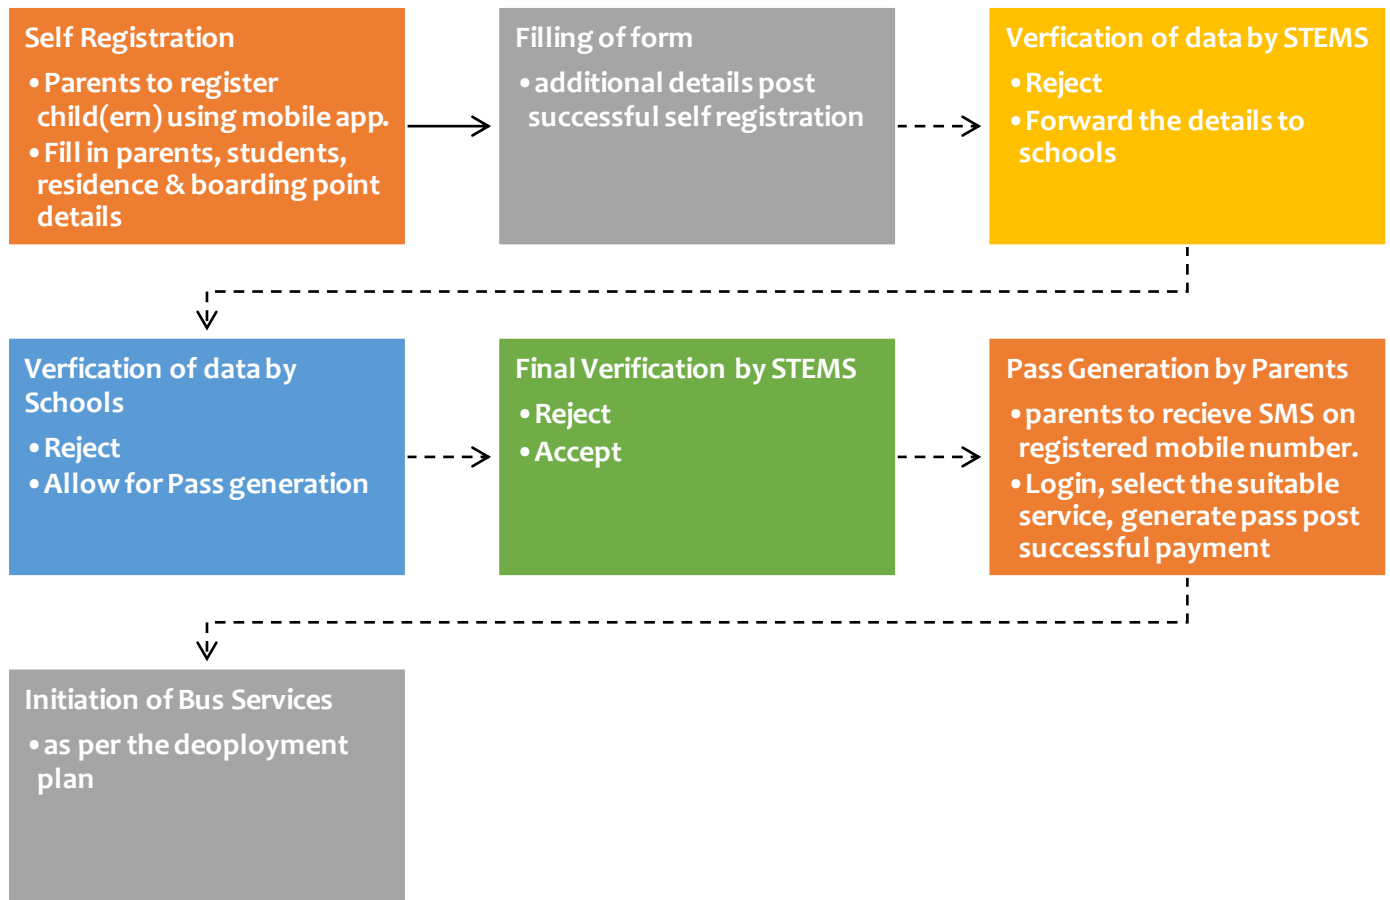 Self Registration
•Parents to register
child(ern) using mobile app.
•Fill in parents, students,
residence & boarding point
details
Filling of form
•additional details post
successful self registration
Verfication of data by STEMS
•Reject
•Forward the details to
schools
Verfication of data by
Schools
•Reject
•Allow for Pass generation
Final Verification by STEMS
•Reject
•Accept
Pass Generation by Parents
•parents to recieve SMS on
registered mobile number.
•Login, select the suitable
service, generate pass post
successful payment
Initiation of Bus Services
•as per the deoployment
plan